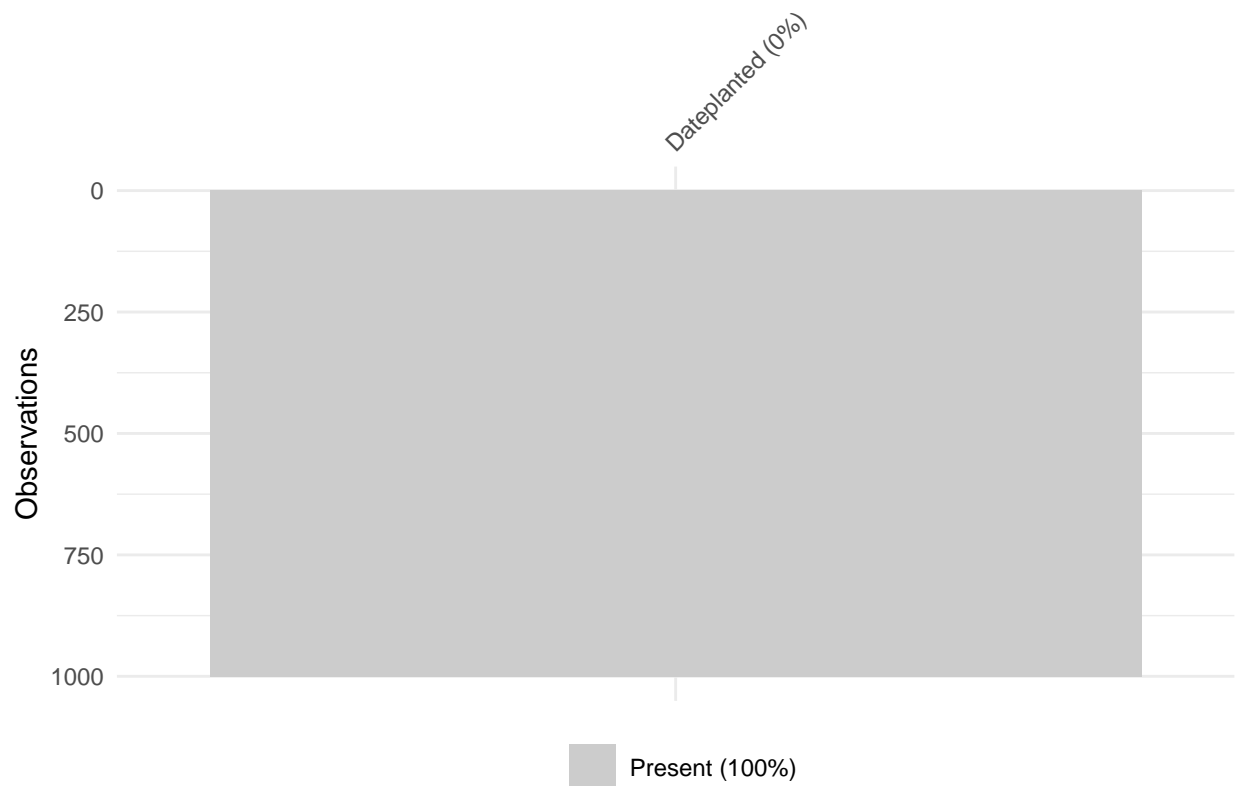 Dateplanted (0%)
0
250
500
750
1000
Observations
Present (100%)